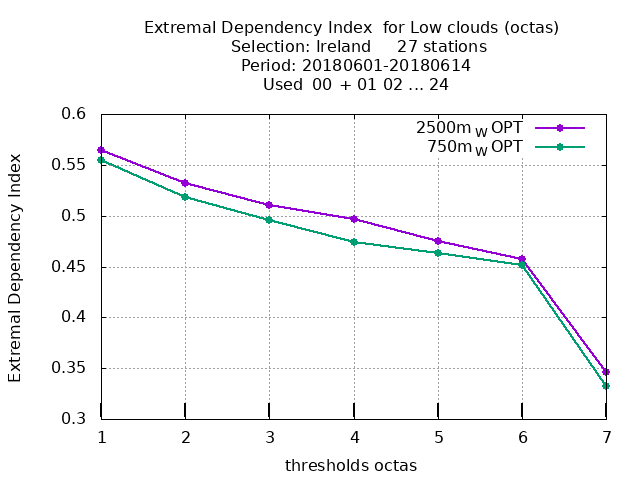 Extremal Dependency Index  for Low clouds (octas)
Selection: Ireland     27 stations
Period: 20180601-20180614
Used  00 + 01 02 ... 24
2500m W OPT
750m W OPT
Extremal Dependency Index
0.6
0.55
0.5
0.45
0.4
0.35
0.3
1 2 3 4 5 6 7
thresholds octas